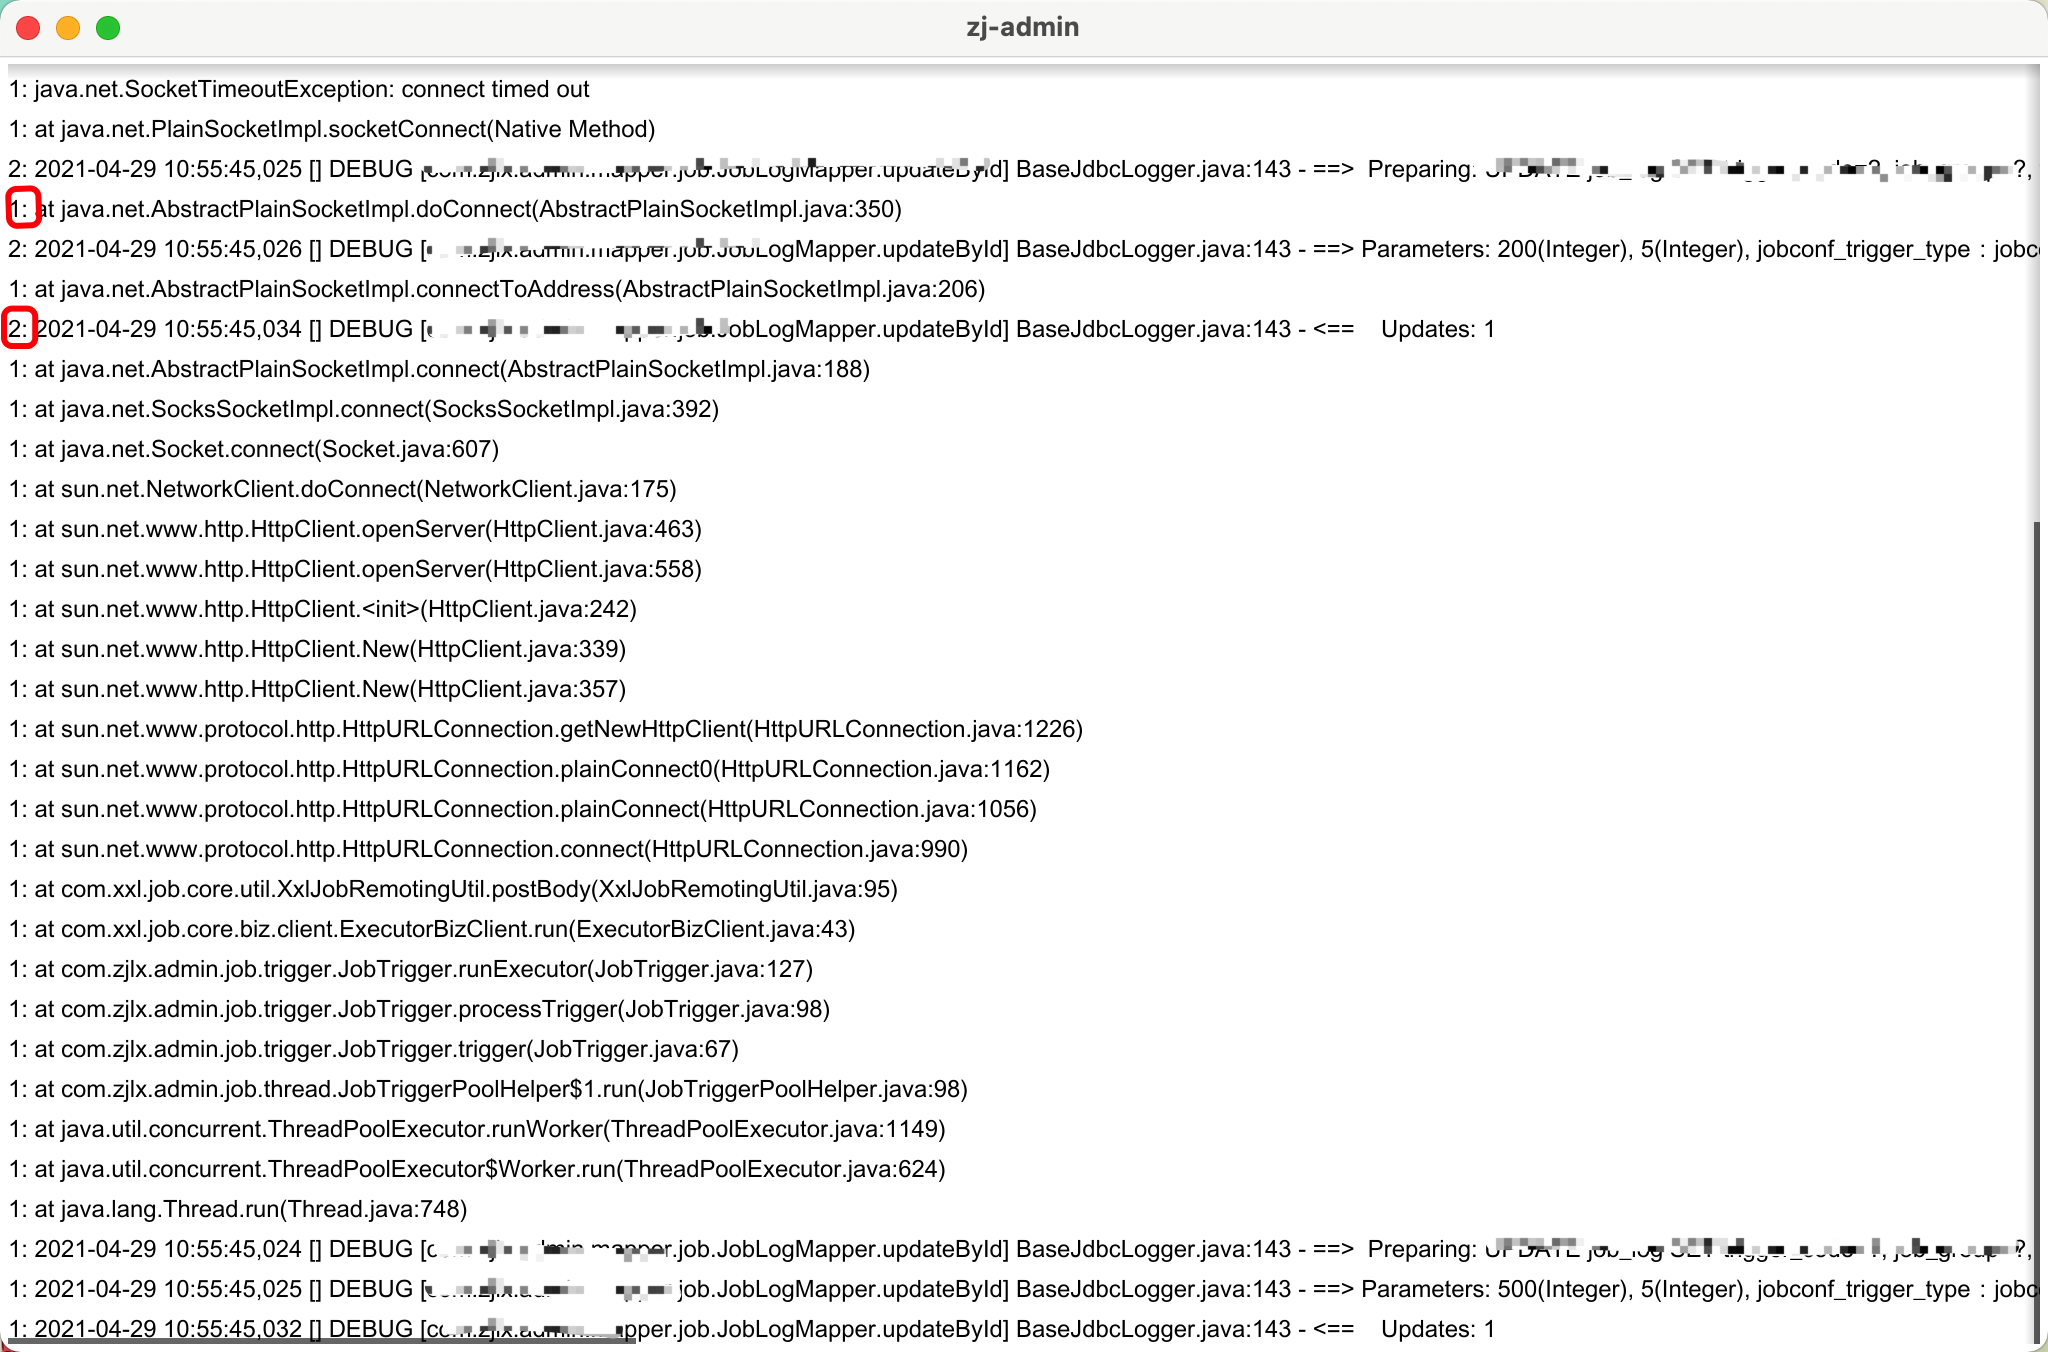 zj-admin
1: java.net.SocketTimeoutException: connect timed out
1: at java.net.PlainSocketImpl.socketConnect(Native Method)
2: 2021-04-29 10:55:45,025 [] DEBUG JobLogMapper.updateById] BaseJdbcLogger.java:143 - ==>  Preparing: ?,
1: at java.net.AbstractPlainSocketImpl.doConnect(AbstractPlainSocketImpl.java:350)
2: 2021-04-29 10:55:45,026 [] DEBUG [ .job.JobLogMapper.updateById] BaseJdbcLogger.java:143 - ==> Parameters: 200(Integer), 5(Integer), jobconf_trigger_type：jobc
1: at java.net.AbstractPlainSocketImpl.connectToAddress(AbstractPlainSocketImpl.java:206)
2: 2021-04-29 10:55:45,034 [] DEBUG [ JobLogMapper.updateById] BaseJdbcLogger.java:143 - <==    Updates: 1
1: at java.net.AbstractPlainSocketImpl.connect(AbstractPlainSocketImpl.java:188)
1: at java.net.SocksSocketImpl.connect(SocksSocketImpl.java:392)
1: at java.net.Socket.connect(Socket.java:607)
1: at sun.net.NetworkClient.doConnect(NetworkClient.java:175)
1: at sun.net.www.http.HttpClient.openServer(HttpClient.java:463)
1: at sun.net.www.http.HttpClient.openServer(HttpClient.java:558)
1: at sun.net.www.http.HttpClient.<init>(HttpClient.java:242)
1: at sun.net.www.http.HttpClient.New(HttpClient.java:339)
1: at sun.net.www.http.HttpClient.New(HttpClient.java:357)
1: at sun.net.www.protocol.http.HttpURLConnection.getNewHttpClient(HttpURLConnection.java:1226)
1: at sun.net.www.protocol.http.HttpURLConnection.plainConnect0(HttpURLConnection.java:1162)
1: at sun.net.www.protocol.http.HttpURLConnection.plainConnect(HttpURLConnection.java:1056)
1: at sun.net.www.protocol.http.HttpURLConnection.connect(HttpURLConnection.java:990)
1: at com.xxl.job.core.util.XxlJobRemotingUtil.postBody(XxlJobRemotingUtil.java:95)
1: at com.xxl.job.core.biz.client.ExecutorBizClient.run(ExecutorBizClient.java:43)
1: at com.zjlx.admin.job.trigger.JobTrigger.runExecutor(JobTrigger.java:127)
1: at com.zjlx.admin.job.trigger.JobTrigger.processTrigger(JobTrigger.java:98)
1: at com.zjlx.admin.job.trigger.JobTrigger.trigger(JobTrigger.java:67)
1: at com.zjlx.admin.job.thread.JobTriggerPoolHelper$1.run(JobTriggerPoolHelper.java:98)
1: at java.util.concurrent.ThreadPoolExecutor.runWorker(ThreadPoolExecutor.java:1149)
1: at java.util.concurrent.ThreadPoolExecutor$Worker.run(ThreadPoolExecutor.java:624)
1: at java.lang.Thread.run(Thread.java:748)
1: 2021-04-29 10:55:45,024 [] DEBUG [ .job.JobLogMapper.updateById] BaseJdbcLogger.java:143 - ==>  Preparing: ?,
1: 2021-04-29 10:55:45,025 [] DEBUG [ job.JobLogMapper.updateById] BaseJdbcLogger.java:143 - ==> Parameters: 500(Integer), 5(Integer), jobconf_trigger_type：jobc
1: 2021-04-29 10:55:45,032 [] DEBUG [ .job.JobLogMapper.updateById] BaseJdbcLogger.java:143 - <==    Updates: 1